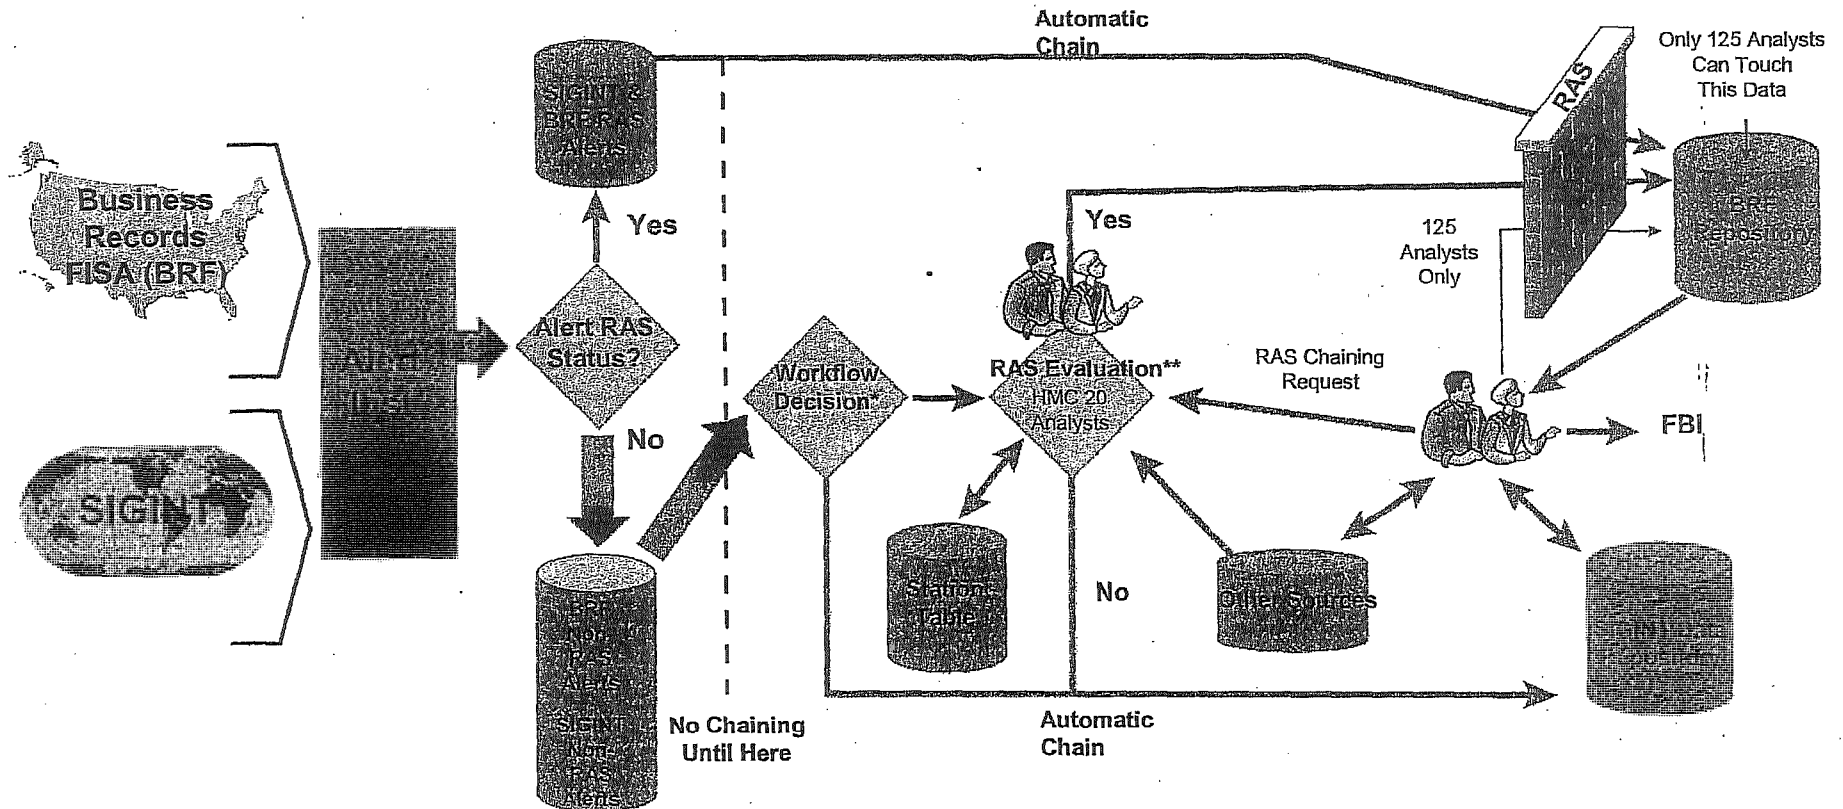 Automatic
Chain
Only 125 Analysts
Can Touch
This Data
RAS
SIGINT &
BRF RAS
Alerts
Business
Records
FISA (BRF)
Yes
Yes
125
Analysts
Only
BRF
Repository
Alert RAS
Status?
Alert
List
Workflow
Decision*
RAS Evaluation**
HMC 20
Analysts
RAS Chaining
Request
FBI
No
SIGINT
Station
Table
No
Other Sources
BRF
Non-
RAS
Alerts
SIGINT
Non-
RAS
Alerts
No Chaining
Until Here
Automatic
Chain